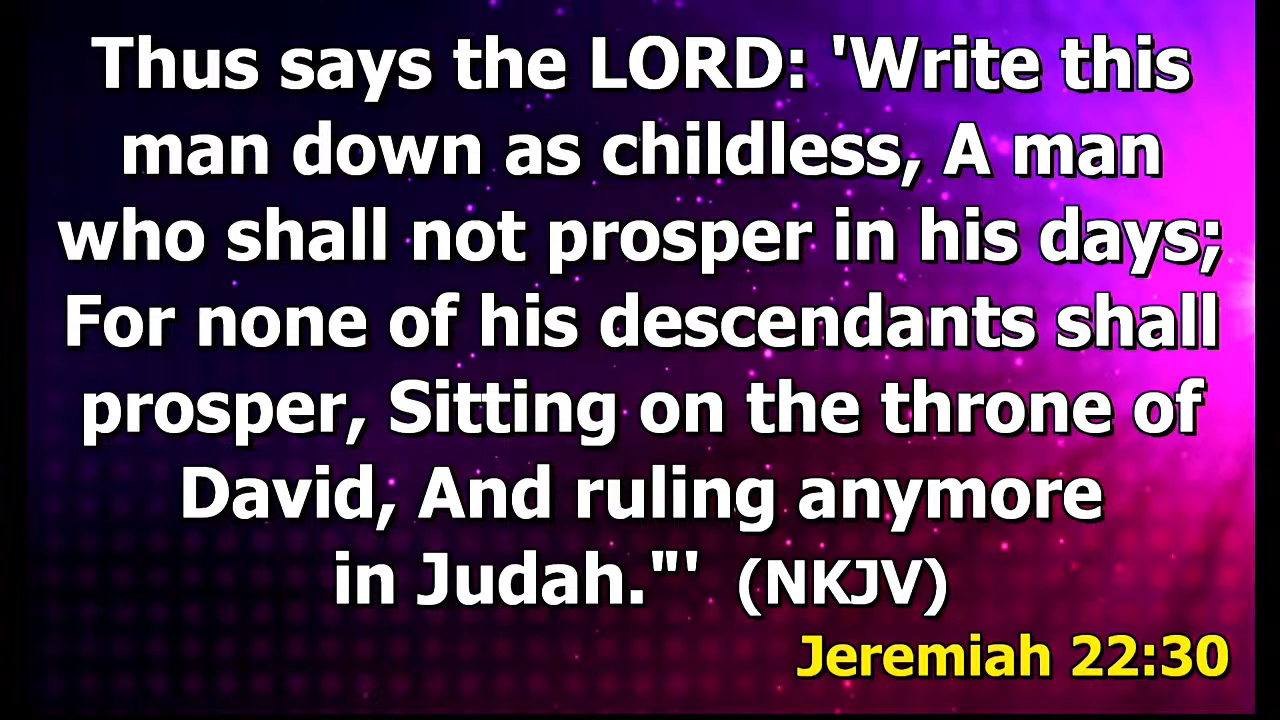 Thus says the LORD: 'Write this
man down as childless, A man
who shall not prosper in his days;
For none of his descendants shall
prosper, Sitting on the throne of
David, And ruling anymore
in Judah."' (NKJV)
Jeremiah 22:30